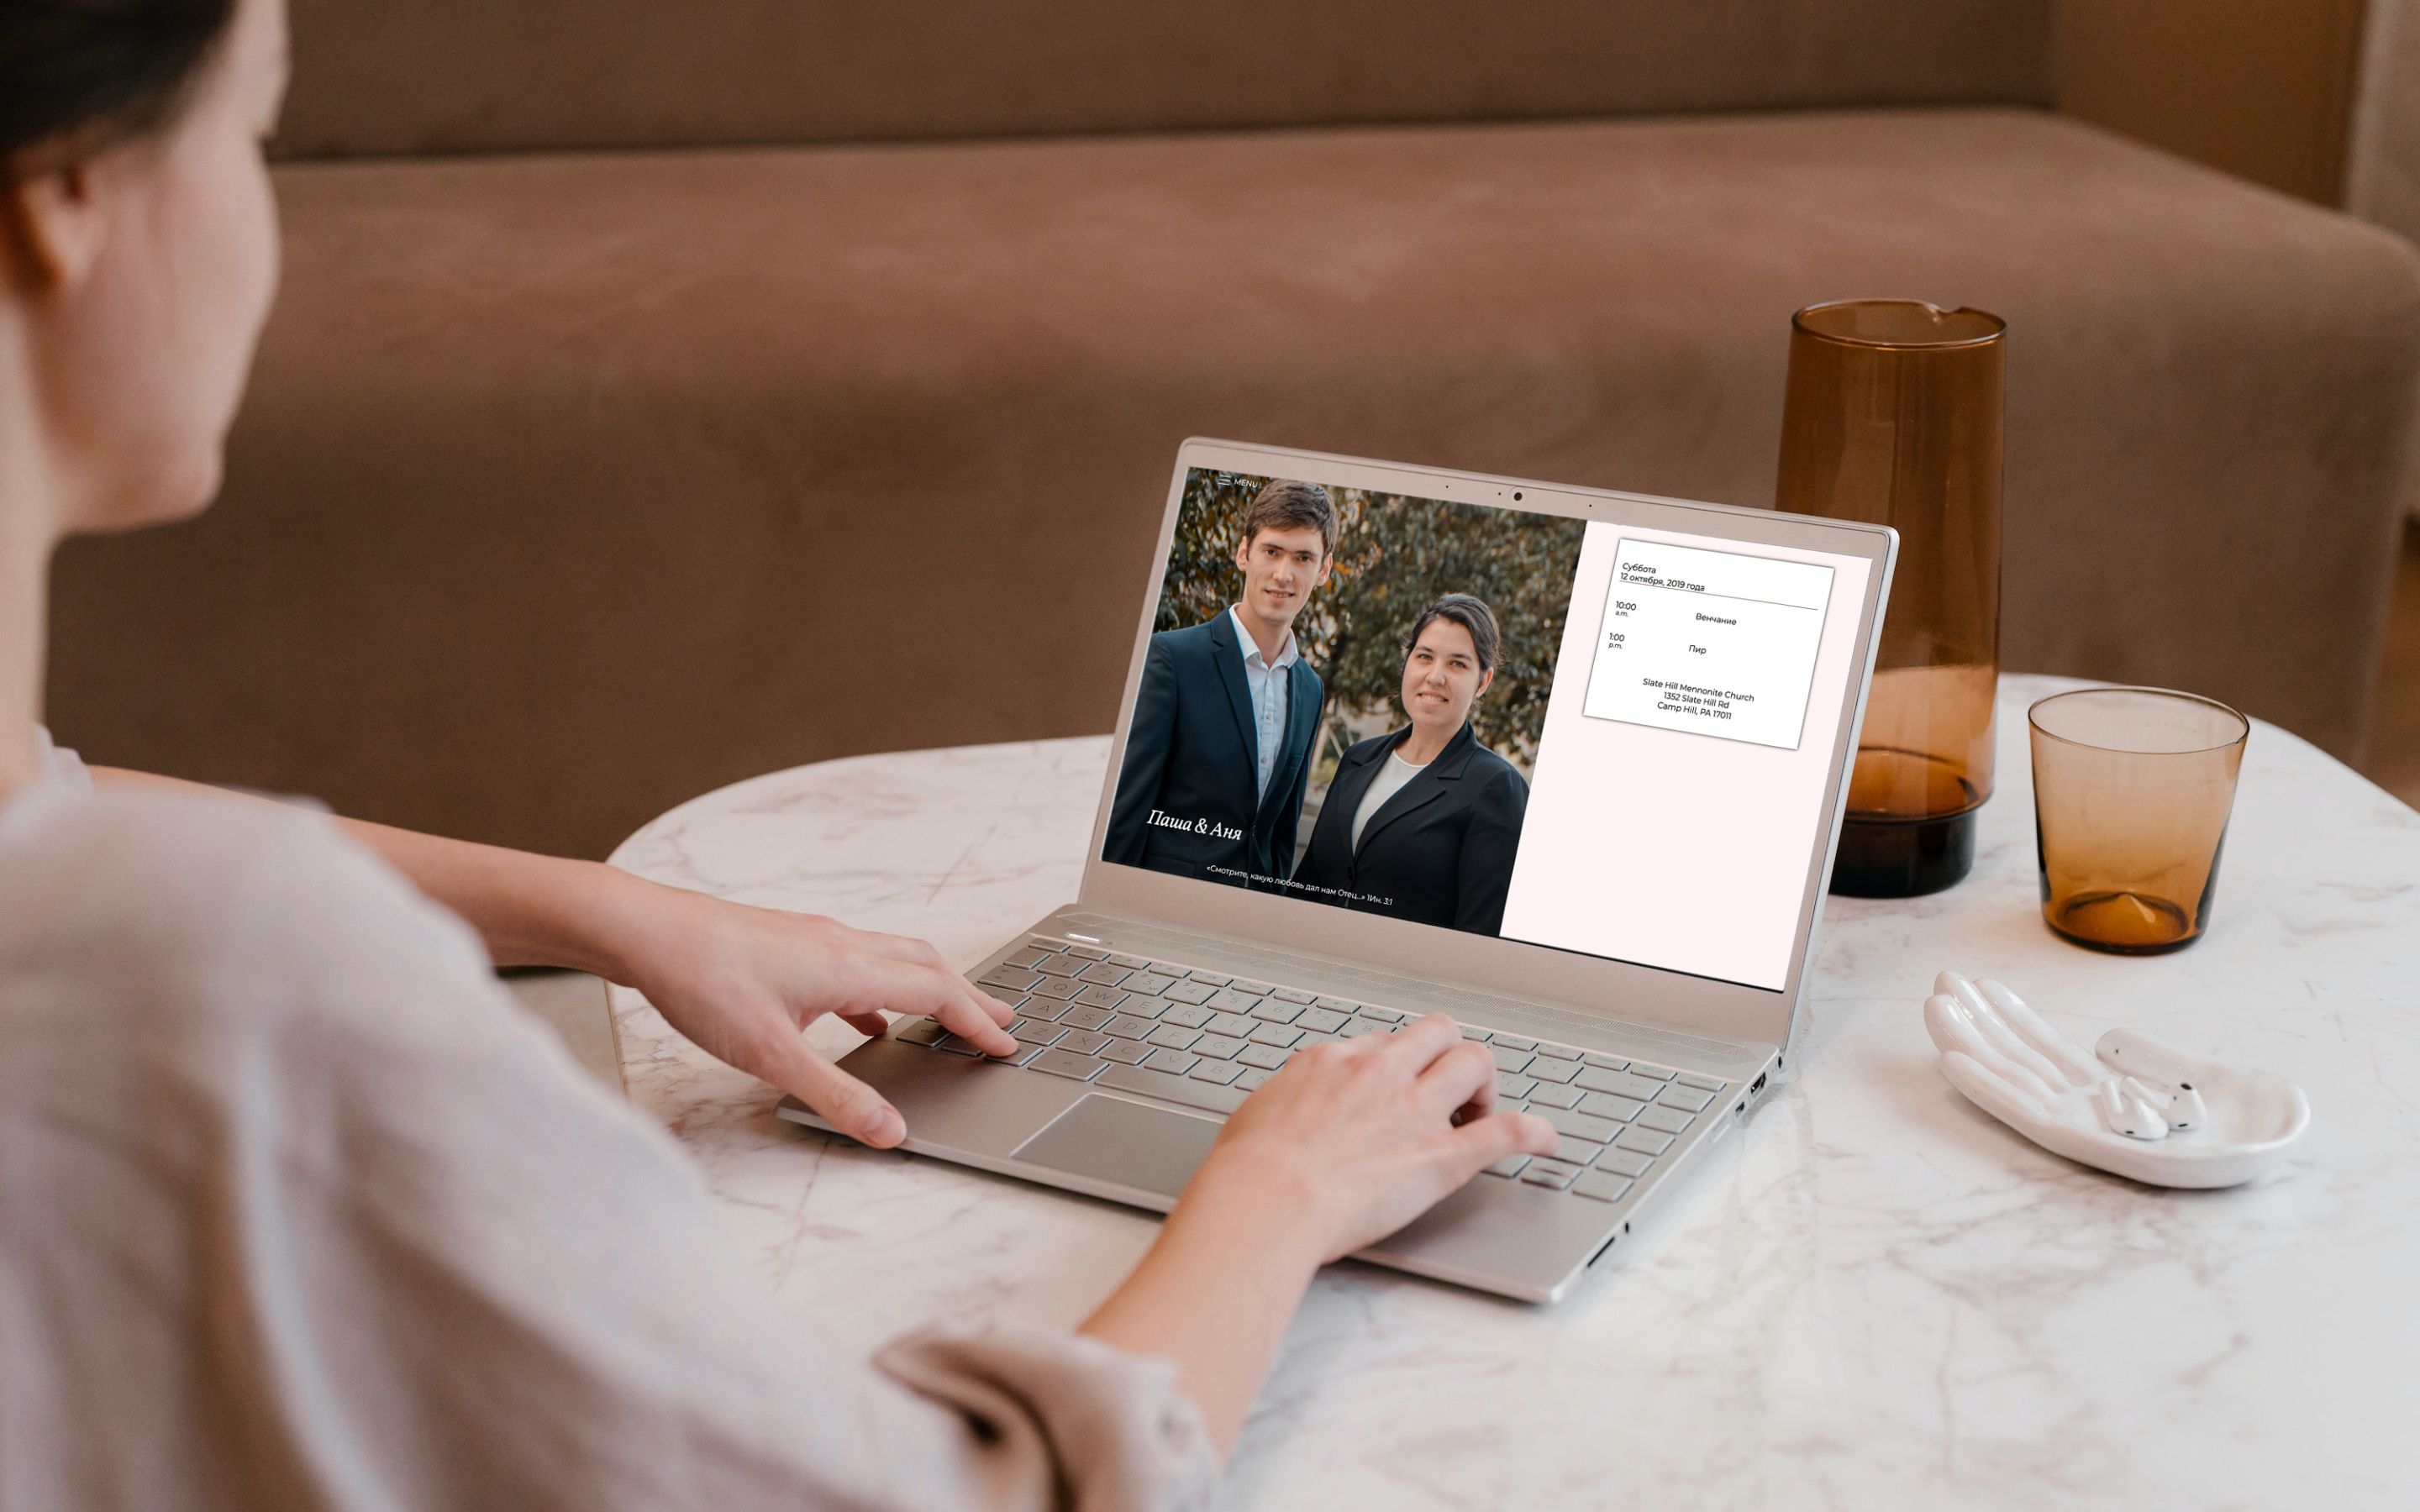 MENU
Паша & Аня
«Смотрите, какую любовь дал нам Отец...» 1Ин. 3:1
Суббота
12 октября, 2019 года
10:00
a.m.
Венчание
1:00
p.m.
Пир
Slate Hill Mennonite Church
1352 Slate Hill Rd
Camp Hill, PA 17011